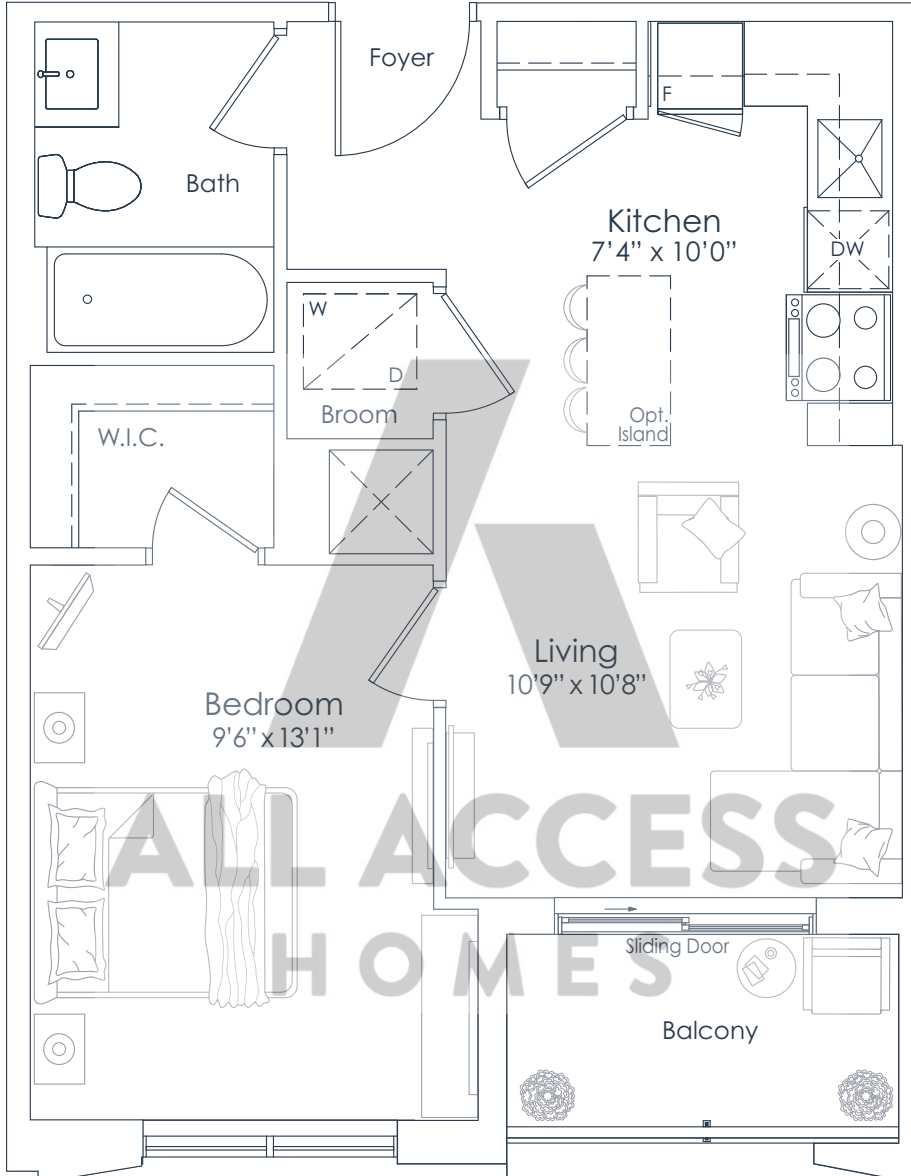 Foyer
F
Bath
Kitchen
7'4" x 10'0"
DW
W
D
Broom
Opt.
Island
W.I.C.
Living
10'9" x 10'8"
Bedroom
9'6" x 13'1"
ALL ACCESS
HOMES
Sliding Door
Balcony